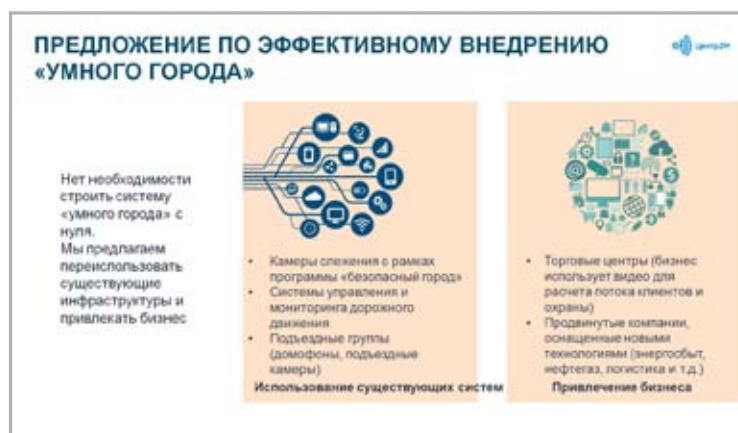 ПРЕДЛОЖЕНИЕ ПО ЭФФЕКТИВНОМУ ВНЕДРЕНИЮ
«УМНОГО ГОРОДА»
Нет необходимости
строить систему
«умного города» с
нуля.
Мы предлагаем
переиспользовать
существующие
инфраструктуры и
привлекать бизнес
• Камеры слежения с рамках
программы «безопасный город»
• Системы управления и
мониторинга дорожного
движения
• Подъездные группы
(домофоны, подъездные
камеры)
Использование существующих систем
• Торговые центры (бизнес
использует видео для
расчета потока клиентов и
охраны)
• Продвинутые компании,
оснащенные новыми
технологиями (энергосбыт,
нефтегаз, логистика и т.д.)
Привлечение бизнеса